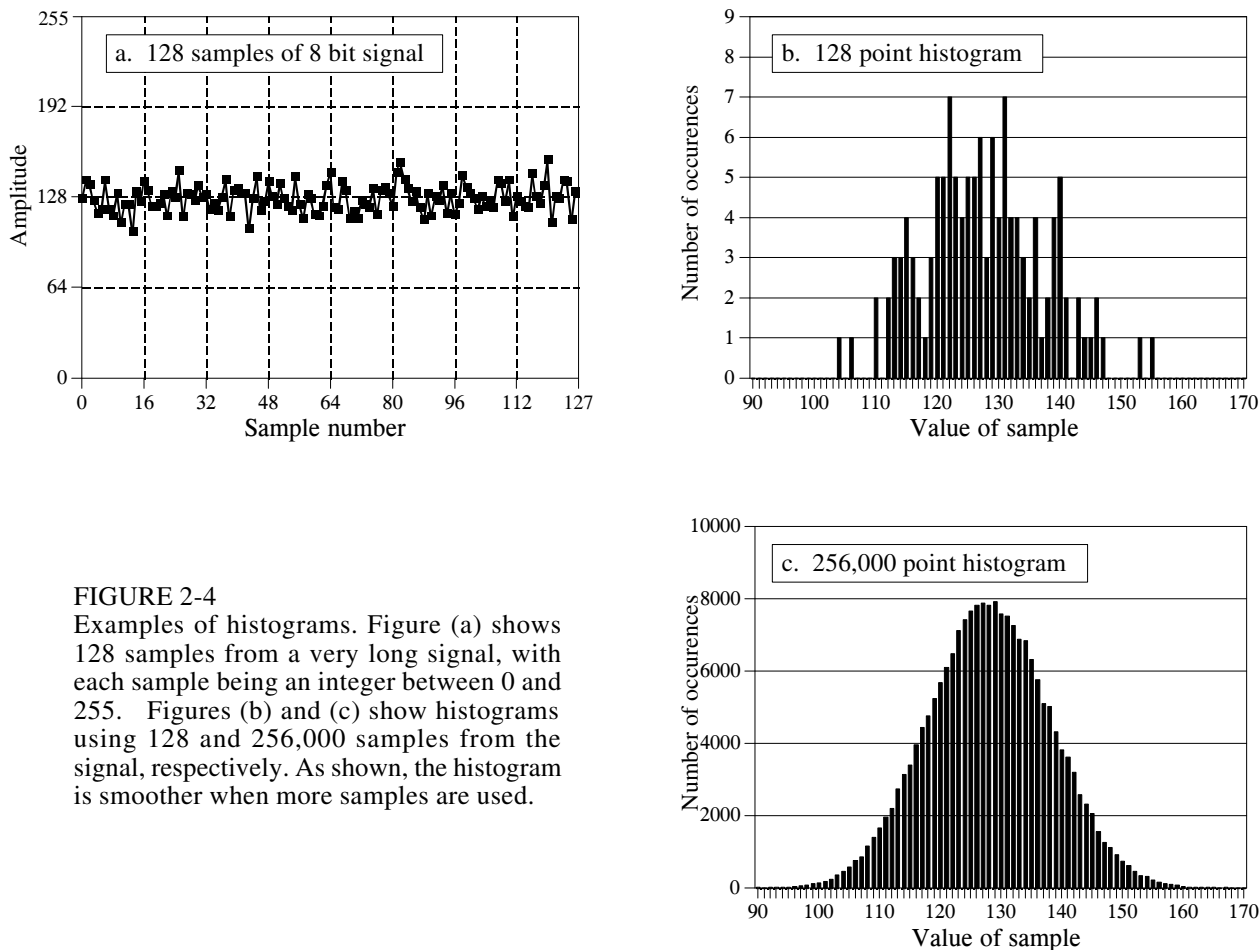 255
192
128
64
0
0 16 32 48 64 80 96 112 127
Amplitude
Sample number
a. 128 samples of 8 bit signal
9
8
7
6
5
4
3
2
1
0
90 100 110 120 130 140 150 160 170
Number of occurences
Value of sample
b. 128 point histogram
10000
8000
6000
4000
2000
0
90 100 110 120 130 140 150 160 170
Number of occurences
Value of sample
c. 256,000 point histogram
FIGURE 2-4
Examples of histograms. Figure (a) shows
128 samples from a very long signal, with
each sample being an integer between 0 and
255. Figures (b) and (c) show histograms
using 128 and 256,000 samples from the
signal, respectively. As shown, the histogram
is smoother when more samples are used.